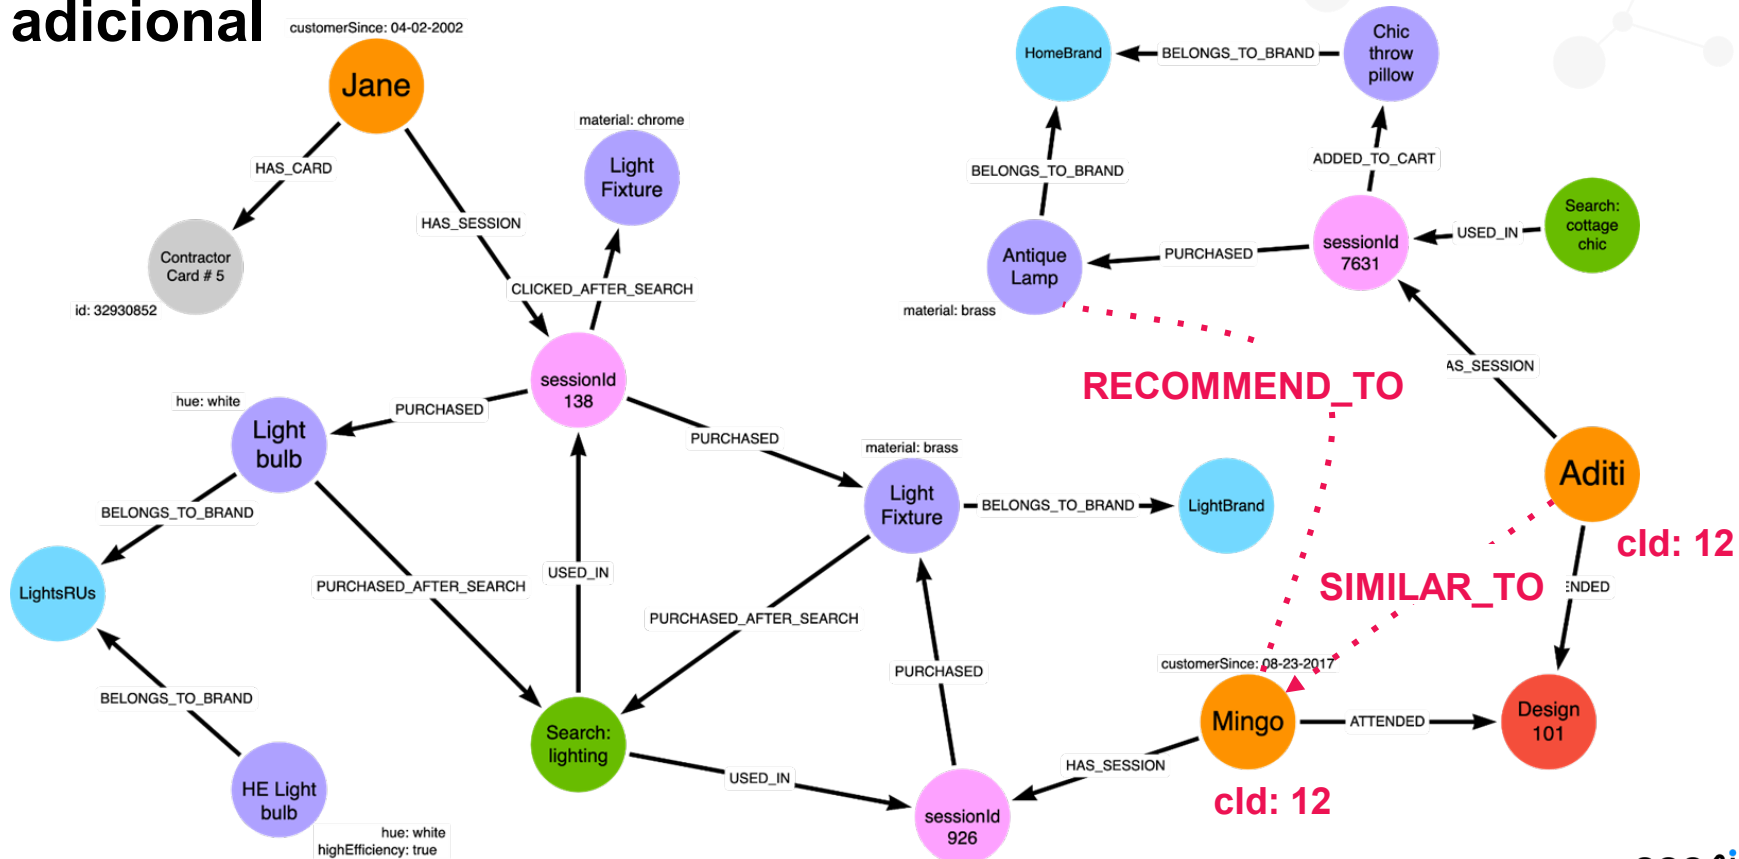 adicional
customerSince: 04-02-2002
Jane
HAS_CARD
Contractor
Card # 5
id: 32930852
HAS_SESSION
material: chrome
Light
Fixture
CLICKED_AFTER_SEARCH
sessionId
138
PURCHASED
hue: white
Light
bulb
BELONGS_TO_BRAND
LightsRUs
PURCHASED_AFTER_SEARCH
BELONGS_TO_BRAND
HE Light
bulb
hue: white
highEfficiency: true
USED_IN
Search:
lighting
USED_IN
PURCHASED
material: brass
Light
Fixture
BELONGS_TO_BRAND
LightBrand
PURCHASED_AFTER_SEARCH
PURCHASED
sessionId
926
HAS_SESSION
HomeBrand
BELONGS_TO_BRAND
Chic
throw
pillow
BELONGS_TO_BRAND
ADDED_TO_CART
Antique
Lamp
material: brass
PURCHASED
sessionId
7631
USED_IN
Search:
cottage
chic
RECOMMEND_TO
AS_SESSION
Aditi
cId: 12
SIMILAR_TO
ENDED
customerSince: 08-23-2017
Mingo
cId: 12
ATTENDED
Design
101